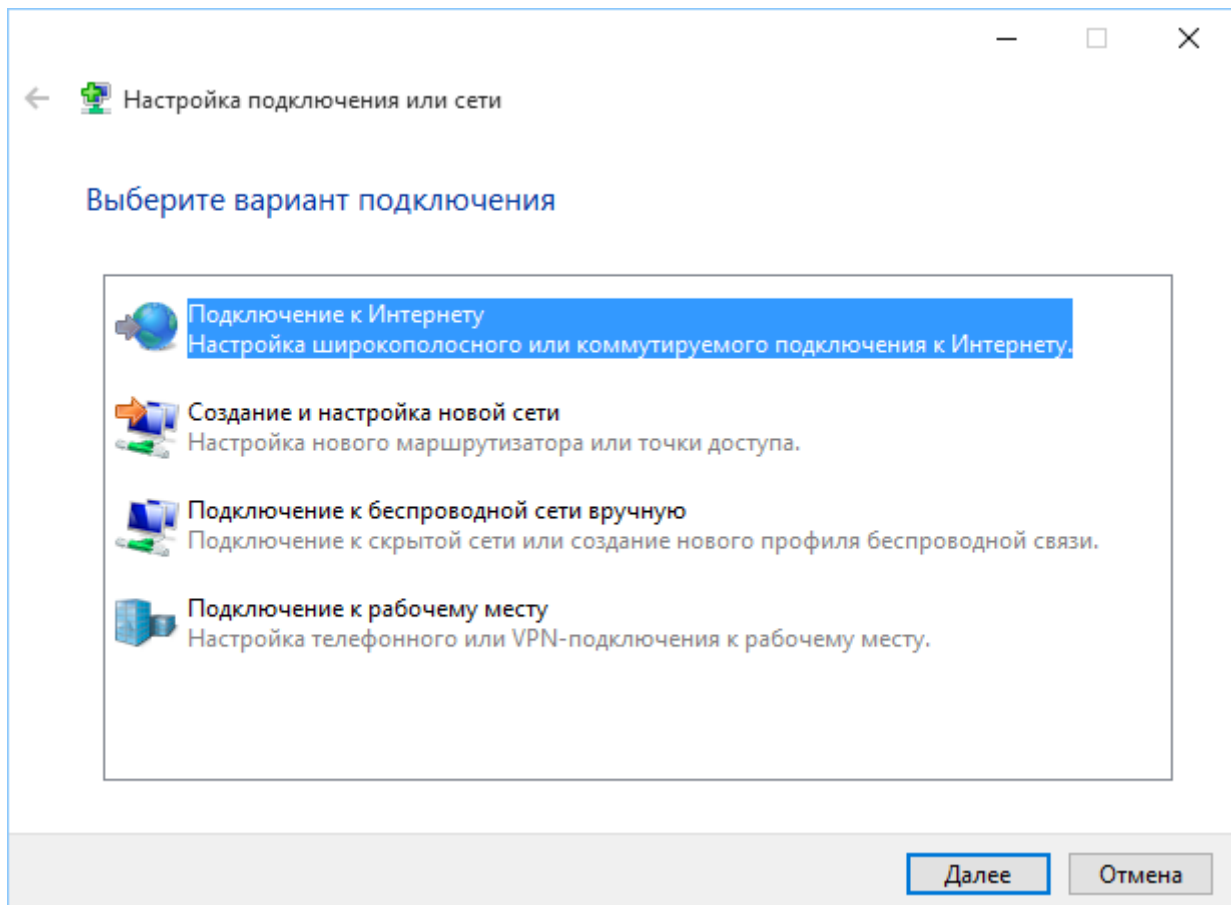 Настройка подключения или сети
Выберите вариант подключения
Подключение к Интернету
Настройка широкополосного или коммутируемого подключения к Интернету.
Создание и настройка новой сети
Настройка нового маршрутизатора или точки доступа.
Подключение к беспроводной сети вручную
Подключение к скрытой сети или создание нового профиля беспроводной связи.
Подключение к рабочему месту
Настройка телефонного или VPN-подключения к рабочему месту.
Далее Отмена